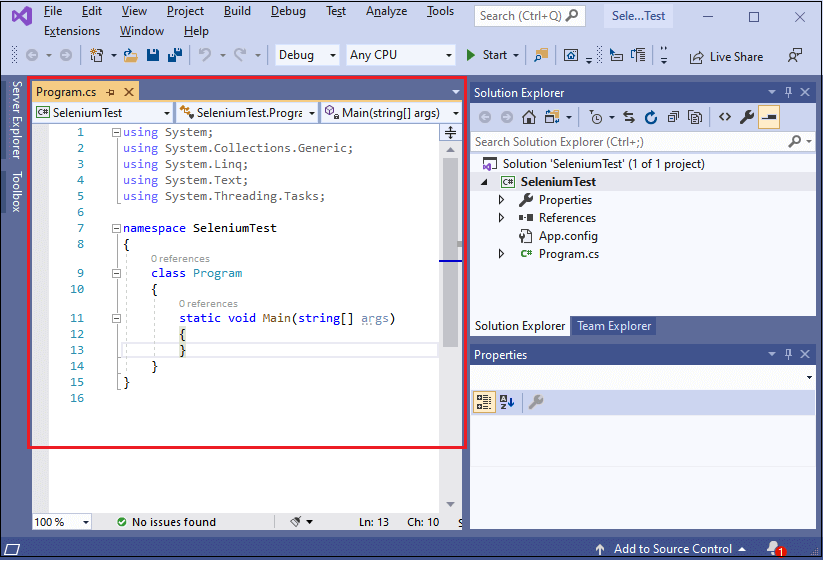 File Edit View Project Build Debug Test Analyze Tools Search (Ctrl+Q) Sele...Test
Extensions Window Help
Debug Any CPU Start Live Share
Server Explorer
Toolbox
Program.cs
SeleniumTest SeleniumTest.Progra Main(string[] args)
1 using System;
2 using System.Collections.Generic;
3 using System.Linq;
4 using System.Text;
5 using System.Threading.Tasks;
6
7 namespace SeleniumTest
8 {
0 references
9 class Program
10 {
0 references
11 static void Main(string[] args)
12 {
13 }
14 }
15 }
16
100 % No issues found Ln: 13 Ch: 10 S
Solution Explorer
Search Solution Explorer (Ctrl+;)
Solution 'SeleniumTest' (1 of 1 project)
C# SeleniumTest
Properties
References
App.config
C# Program.cs
Solution Explorer Team Explorer
Properties
Add to Source Control 1